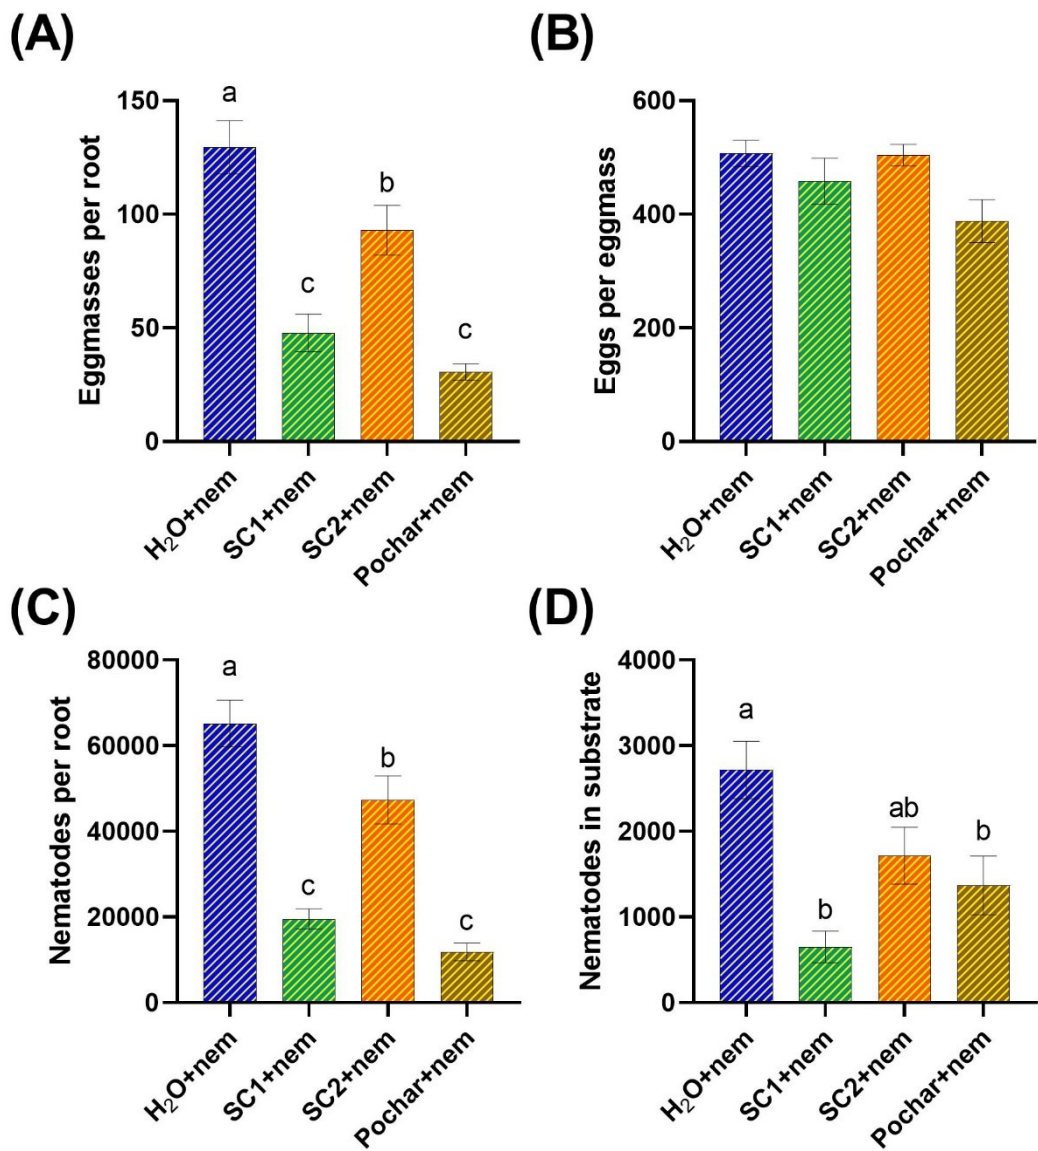 (A)
Eggmasses per root
150
100
50
0
a
c
b
c
H₂O+nem
SC1+nem
SC2+nem
Pochar+nem
(B)
Eggs per eggmass
600
400
200
0
H₂O+nem
SC1+nem
SC2+nem
Pochar+nem
(C)
Nematodes per root
80000
60000
40000
20000
0
a
c
b
c
H₂O+nem
SC1+nem
SC2+nem
Pochar+nem
(D)
Nematodes in substrate
4000
3000
2000
1000
0
a
b
ab
b
H₂O+nem
SC1+nem
SC2+nem
Pochar+nem